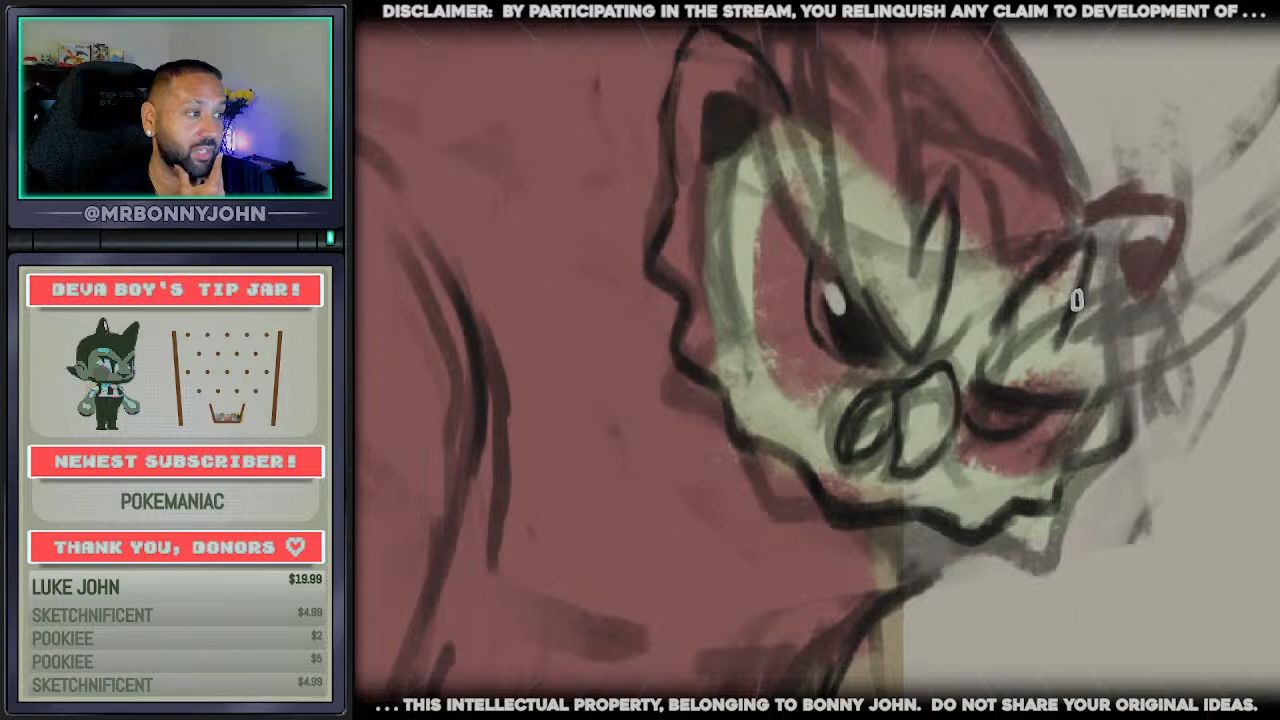 DISCLAIMER: BY PARTICIPATING IN THE STREAM, YOU RELINQUISH ANY CLAIM TO DEVELOPMENT OF . . .
@MRBONNYJOHN
DEVA BOY'S TIP JAR!
NEWEST SUBSCRIBER!
POKEMANIAC
THANK YOU, DONORS ♡
LUKE JOHN $19.99
SKETCHNIFICENT $4.99
POOKIEE $2
POOKIEE $5
SKETCHNIFICENT $4.99
. . . THIS INTELLECTUAL PROPERTY, BELONGING TO BONNY JOHN. DO NOT SHARE YOUR ORIGINAL IDEAS.